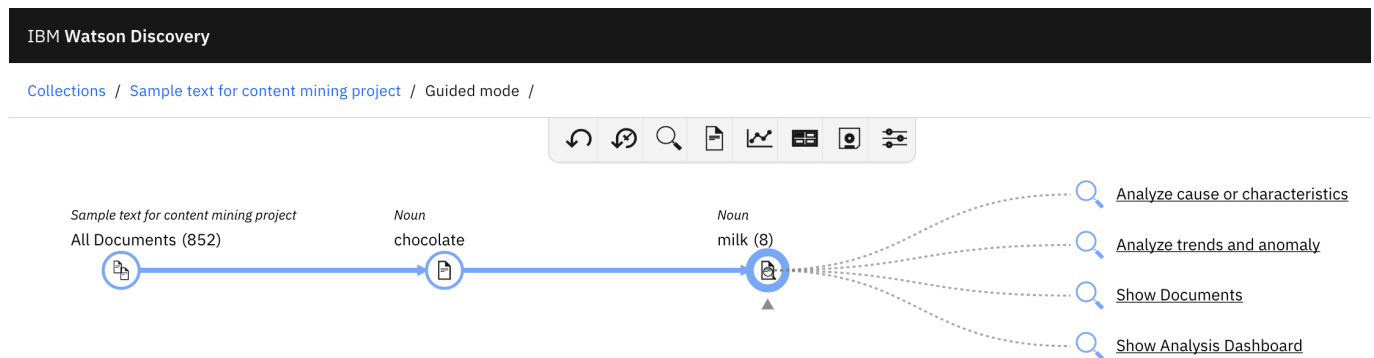 IBM Watson Discovery
Collections / Sample text for content mining project / Guided mode /
Sample text for content mining project
All Documents (852)
Noun
chocolate
Noun
milk (8)
Analyze cause or characteristics
Analyze trends and anomaly
Show Documents
Show Analysis Dashboard